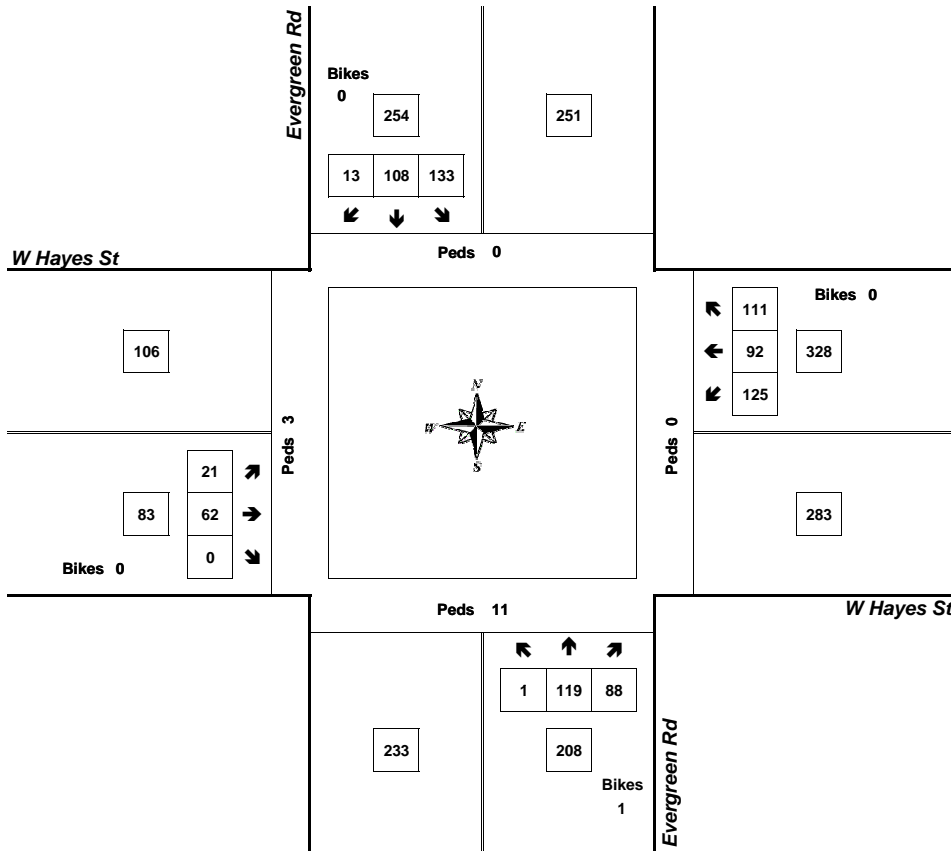 Evergreen Rd
Bikes
0
254
251
13 108 133
Peds 0
W Hayes St
111
Bikes 0
106
92
328
125
N
W E
S
Peds 3
Peds 0
21
83
62
283
0
Bikes 0
Peds 11
W Hayes St
1 119 88
233
208
Bikes
1
Evergreen Rd